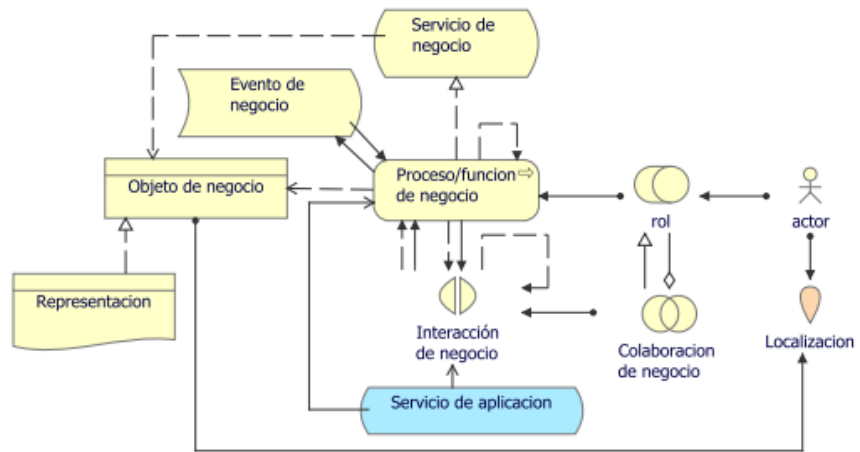 Servicio de
negocio
Evento de
negocio
Proceso/funcion
de negocio
Objeto de negocio
rol
actor
Representacion
Interacción
de negocio
Colaboracion
de negocio
Localizacion
Servicio de aplicacion